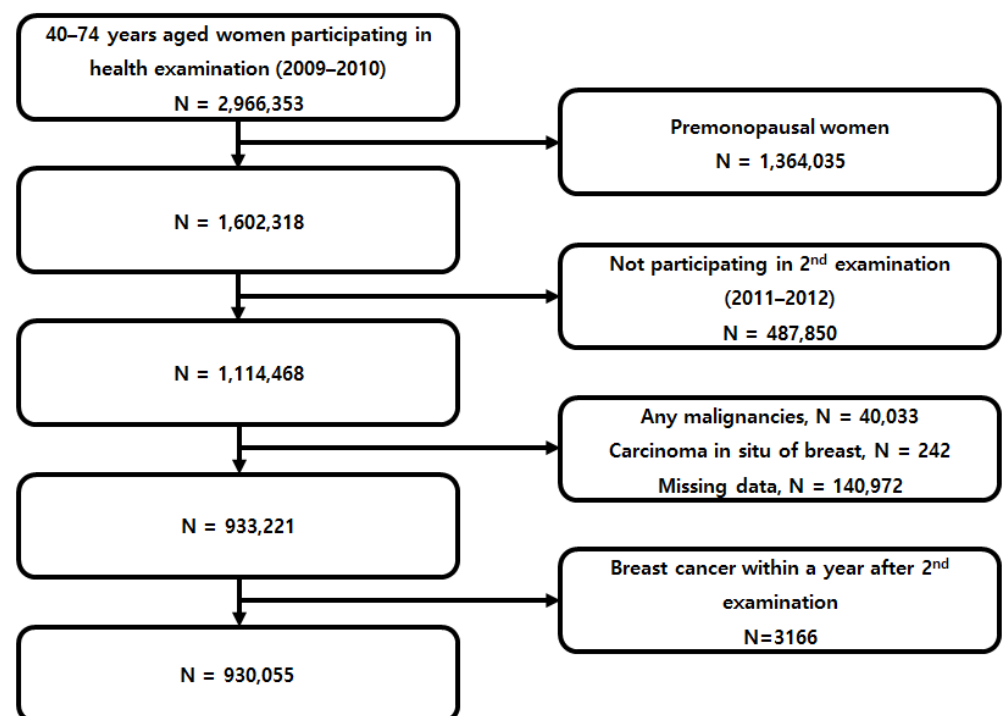 40–74 years aged women participating in
health examination (2009–2010)
N = 2,966,353
Premonopausal women
N = 1,364,035
N = 1,602,318
Not participating in 2nd examination
(2011–2012)
N = 487,850
N = 1,114,468
Any malignancies, N = 40,033
Carcinoma in situ of breast, N = 242
Missing data, N = 140,972
N = 933,221
Breast cancer within a year after 2nd
examination
N=3166
N = 930,055